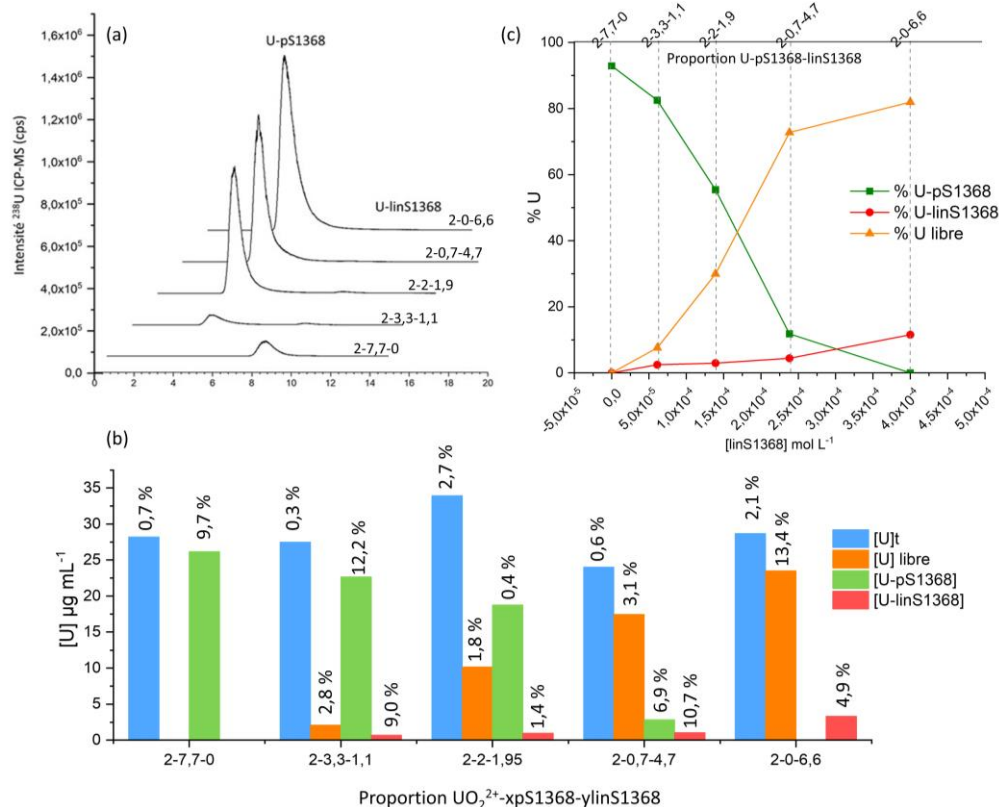 (a)
Intensité ²³⁸U ICP-MS (cps)
1,6x10⁶
1,4x10⁶
1,2x10⁶
1,0x10⁶
8,0x10⁵
6,0x10⁵
4,0x10⁵
2,0x10⁵
0,0
0 2 4 6 8 10 12 14 16 18 20
U-pS1368
U-linS1368
2-0-6,6
2-0,7-4,7
2-2-1,9
2-3,3-1,1
2-7,7-0
(c)
2-7,7-0
2-3,3-1,1
2-2-1,9
2-0,7-4,7
2-0-6,6
Proportion U-pS1368-linS1368
% U
100
80
60
40
20
0
% U-pS1368
% U-linS1368
% U libre
-5,0x10⁻⁵
0,0
5,0x10⁻⁵
1,0x10⁻⁴
1,5x10⁻⁴
2,0x10⁻⁴
2,5x10⁻⁴
3,0x10⁻⁴
3,5x10⁻⁴
4,0x10⁻⁴
4,5x10⁻⁴
5,0x10⁻⁴
[linS1368] mol L⁻¹
(b)
[U] µg mL⁻¹
35
30
25
20
15
10
5
0
0,7 %
9,7 %
0,3 %
2,8 %
12,2 %
9,0 %
2,7 %
1,8 %
0,4 %
1,4 %
0,6 %
3,1 %
6,9 %
10,7 %
2,1 %
13,4 %
4,9 %
[U]t
[U] libre
[U-pS1368]
[U-linS1368]
2-7,7-0
2-3,3-1,1
2-2-1,95
2-0,7-4,7
2-0-6,6
Proportion UO₂²⁺-xpS1368-ylinS1368